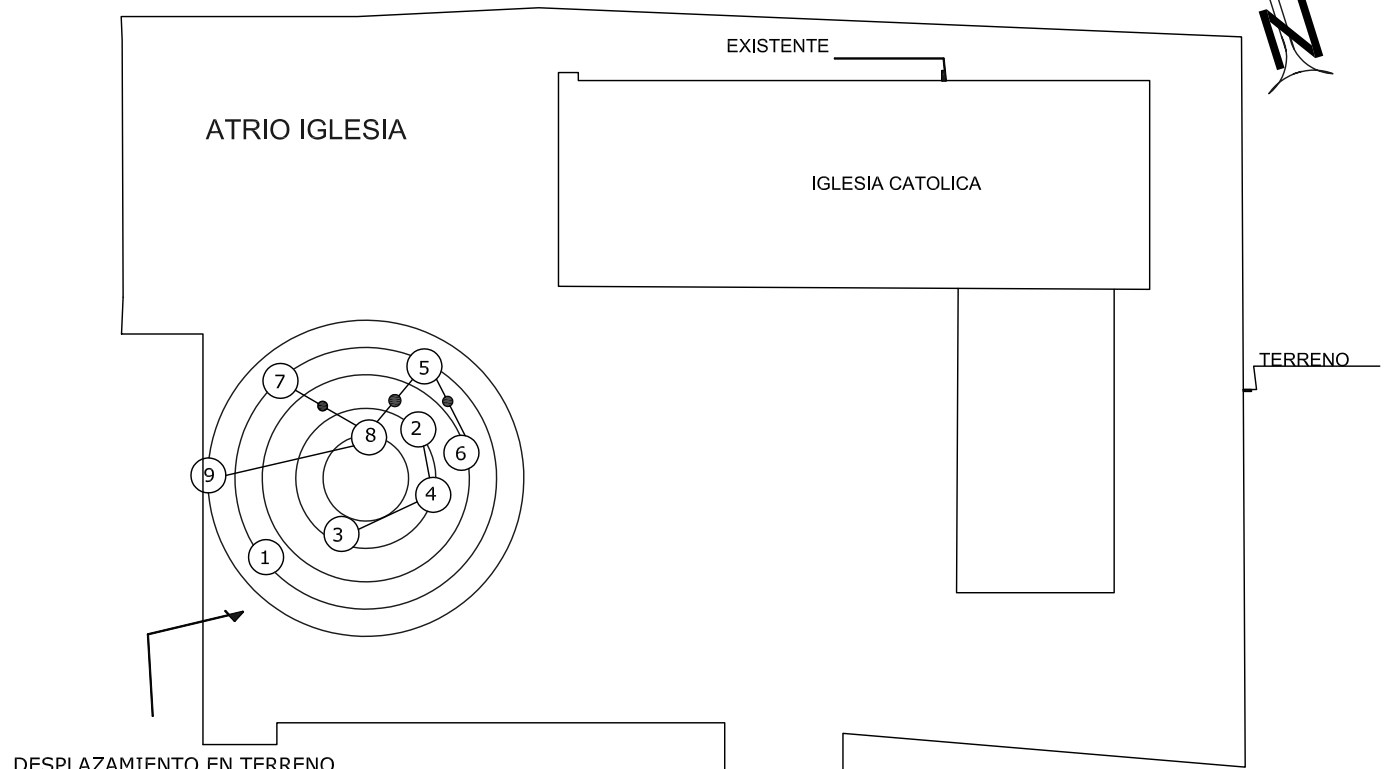 N
EXISTENTE
ATRIO IGLESIA
IGLESIA CATOLICA
TERRENO
5
7
2
8
6
9
4
3
1
DESPLAZAMIENTO EN TERRENO